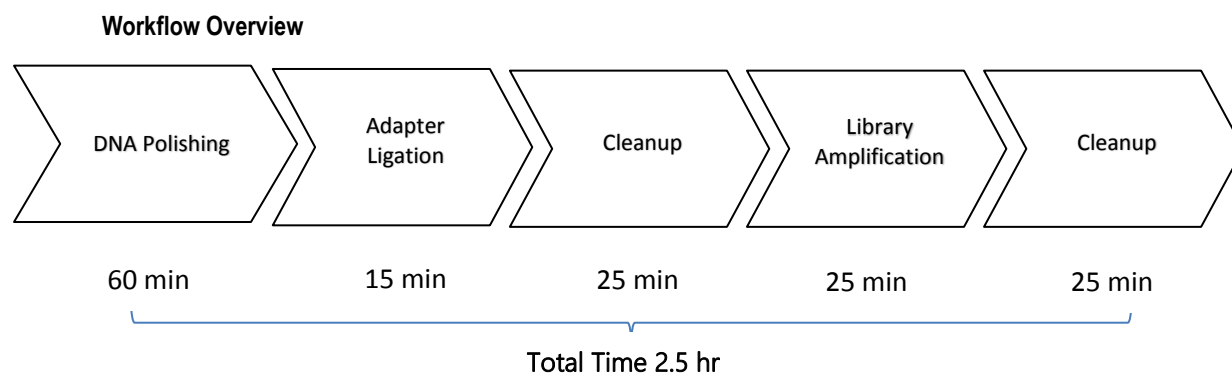 Workflow Overview
DNA Polishing
Adapter
Ligation
Cleanup
Library
Amplification
Cleanup
60 min
15 min
25 min
25 min
25 min
Total Time 2.5 hr